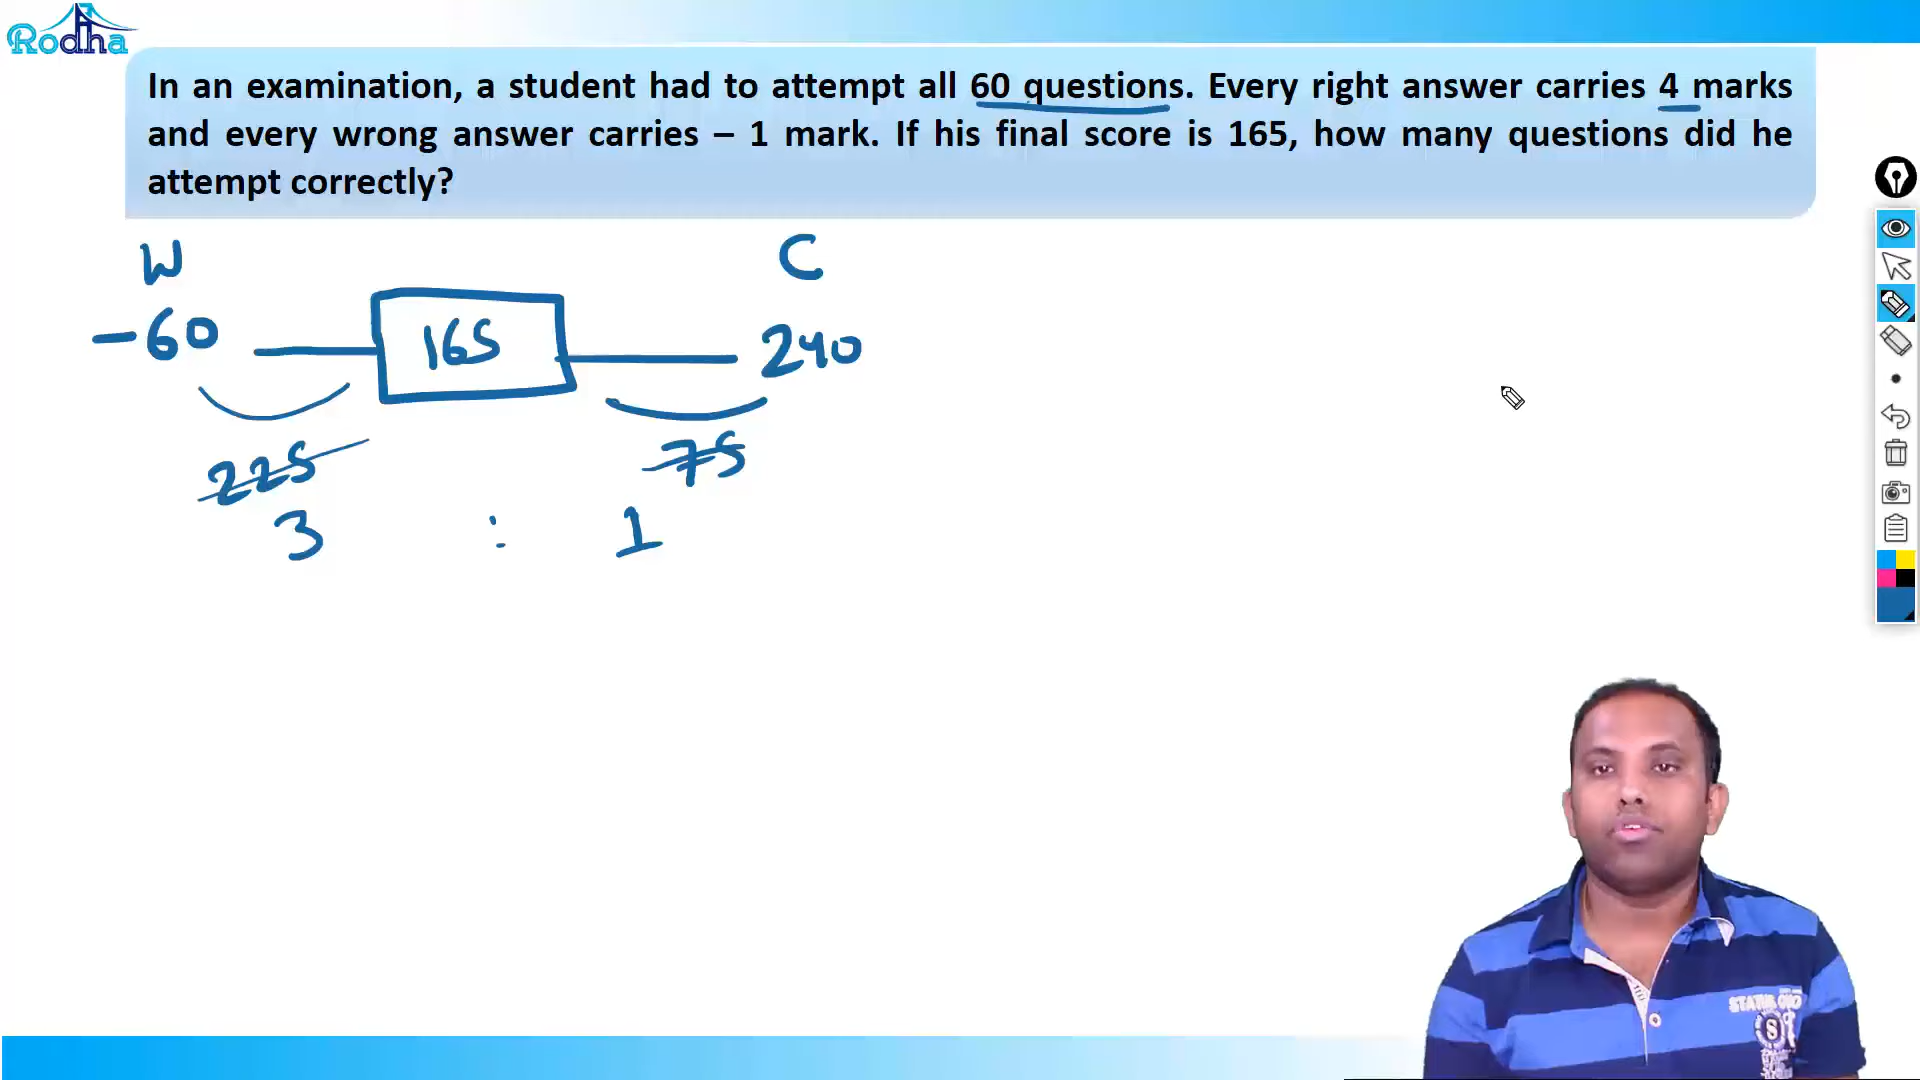 Rodha
In an examination, a student had to attempt all 60 questions. Every right answer carries 4 marks
and every wrong answer carries – 1 mark. If his final score is 165, how many questions did he
attempt correctly?
W C
-60 165 240
225 75
3 : 1